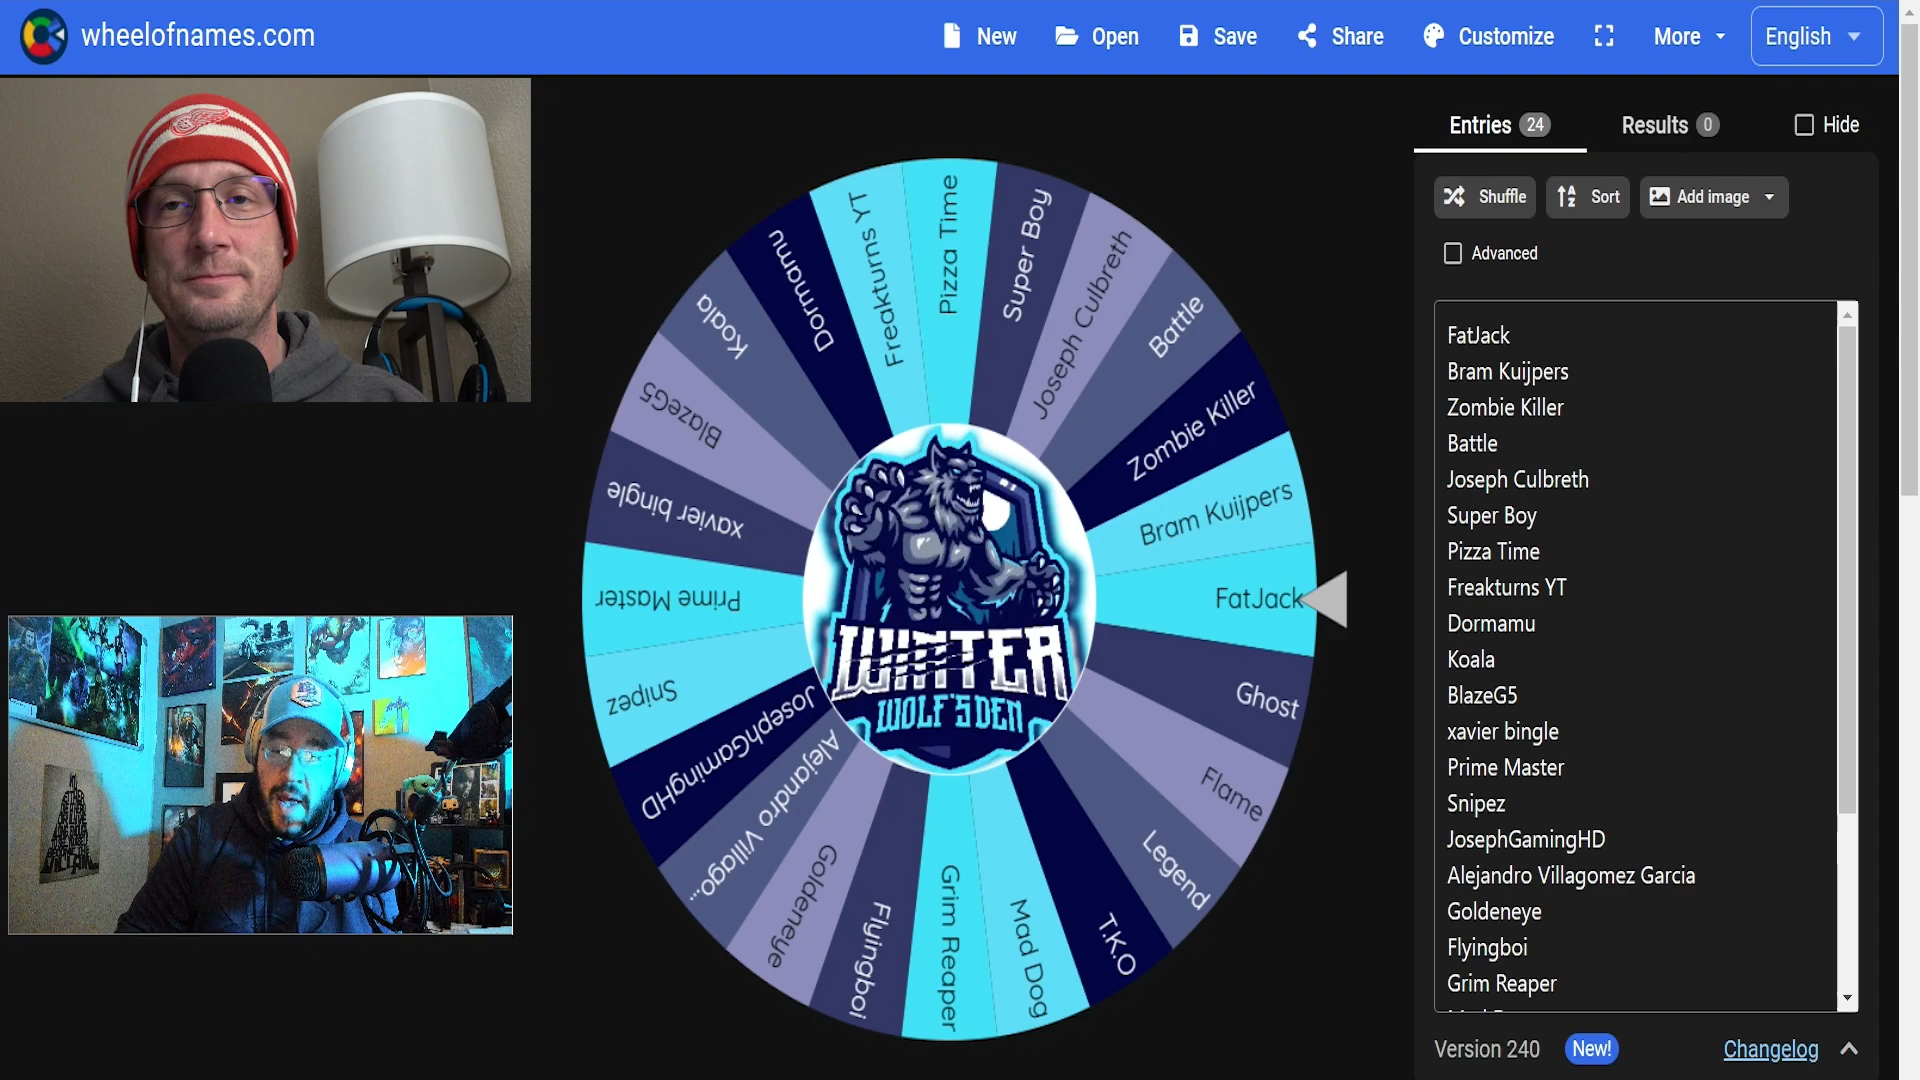 wheelofnames.com
New
Open
Save
Share
Customize
More
English
Entries 24
Results 0
Hide
Shuffle
Sort
Add image
Advanced
FatJack
Bram Kuijpers
Zombie Killer
Battle
Joseph Culbreth
Super Boy
Pizza Time
Freakturns YT
Dormamu
Koala
BlazeG5
xavier bingle
Prime Master
Snipez
JosephGamingHD
Alejandro Villagomez Garcia
Goldeneye
Flyingboi
Grim Reaper
Version 240
New!
Changelog
Pizza Time
Super Boy
Joseph Culbreth
Battle
Zombie Killer
Bram Kuijpers
FatJack
Ghost
Flame
Legend
T.K.O
Mad Dog
Grim Reaper
Flyingboi
Goldeneye
Alejandro Villago...
JosephGamingHD
Snipez
Prime Master
xavier bingle
BlazeG5
Koala
Dormamu
Freakturns YT
WINTER
WOLF'S DEN